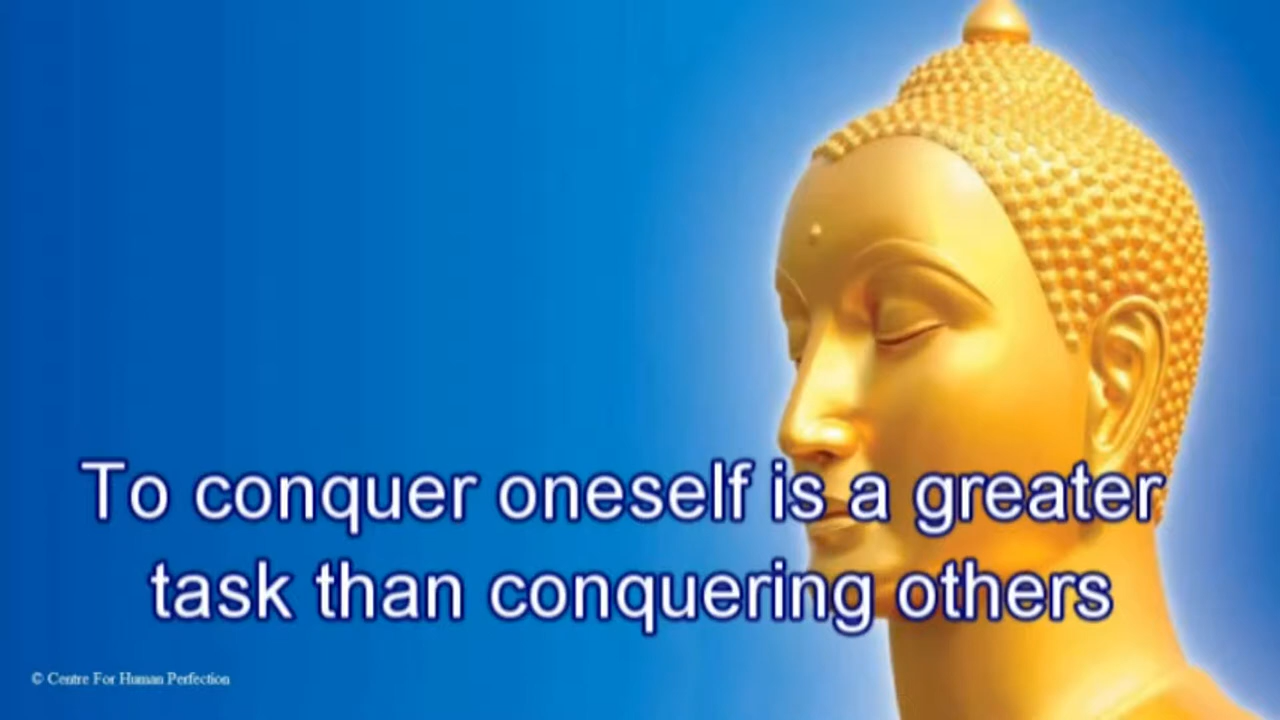 To conquer oneself is a greater
task than conquering others
© Centre For Human Perfection